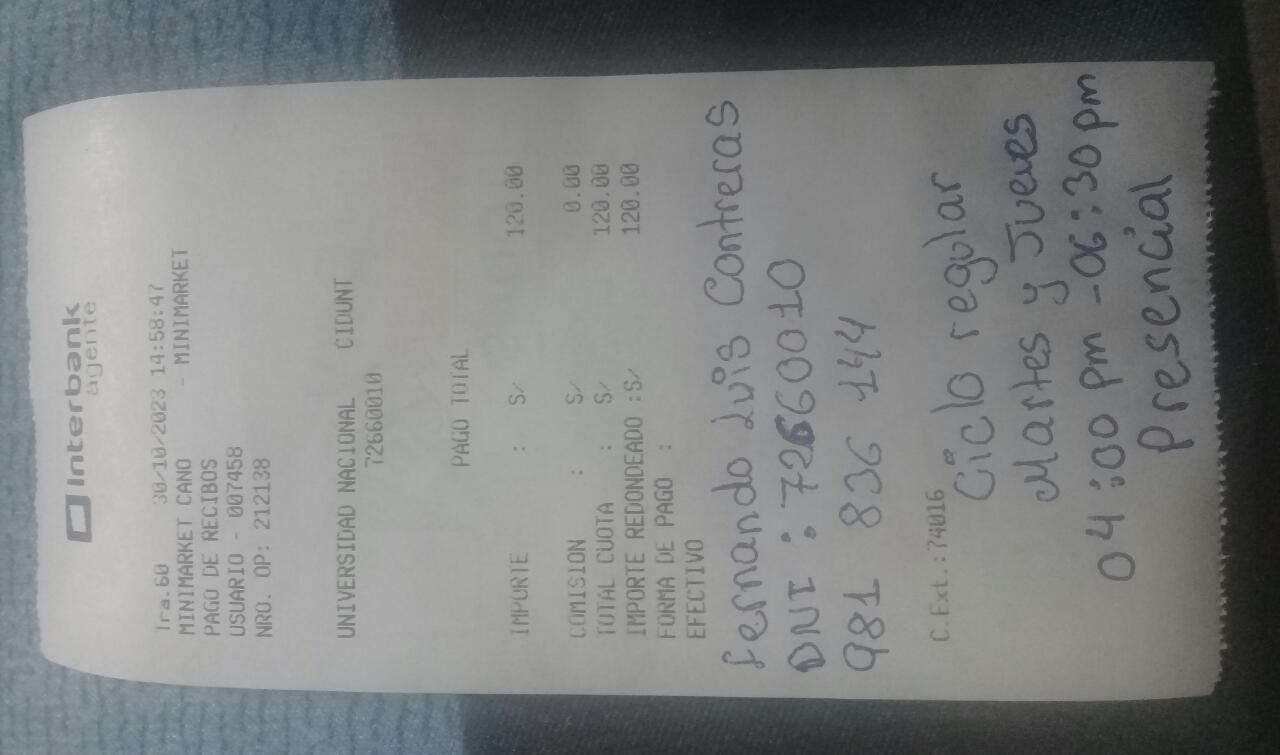 Interbank
agente
Tra.60 30/10/2023 14:58:47
MINIMARKET CANO - MINIMARKET
PAGO DE RECIBOS
USUARIO - 007458
NRO. OP: 212138
UNIVERSIDAD NACIONAL CIDUNT
72660010
PAGO TOTAL
IMPORTE : S/ 120.00
COMISION : S/ 0.00
TOTAL CUOTA : S/ 120.00
IMPORTE REDONDEADO :S/ 120.00
FORMA DE PAGO :
EFECTIVO
Fernando Luis Contreras
DNI : 72660010
981 836 144
C.Ext.:74016
Ciclo regular
Martes y Jueves
04:00 pm - 06:30 pm
Presencial